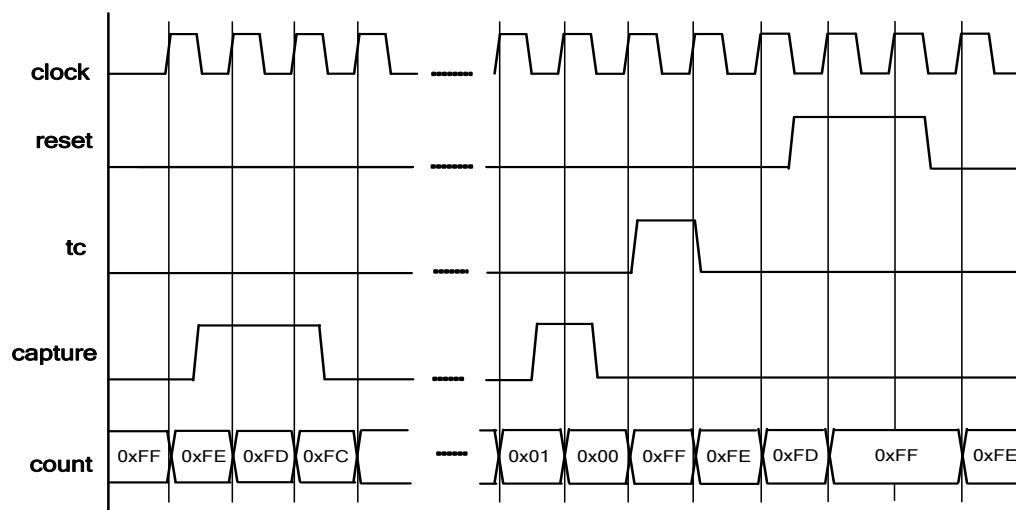 clock
reset
tc
capture
count 0xFF 0xFE 0xFD 0xFC 0x01 0x00 0xFF 0xFE 0xFD 0xFF 0xFE